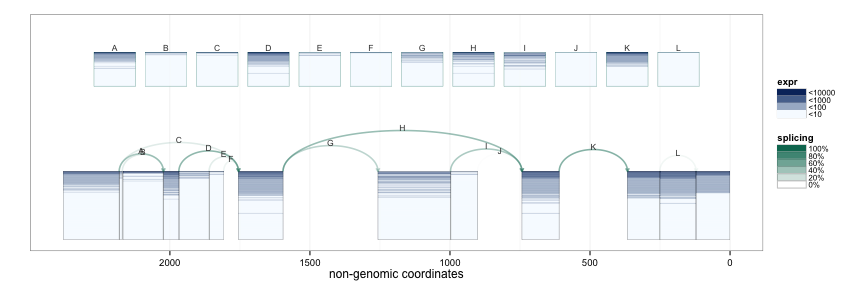 A B C D E F G H I J K L
H
C
G
A
B
D
E
F
I
J
K
L
2000 1500 1000 500 0
non-genomic coordinates
expr
<10000
<1000
<100
<10
splicing
100%
80%
60%
40%
20%
0%